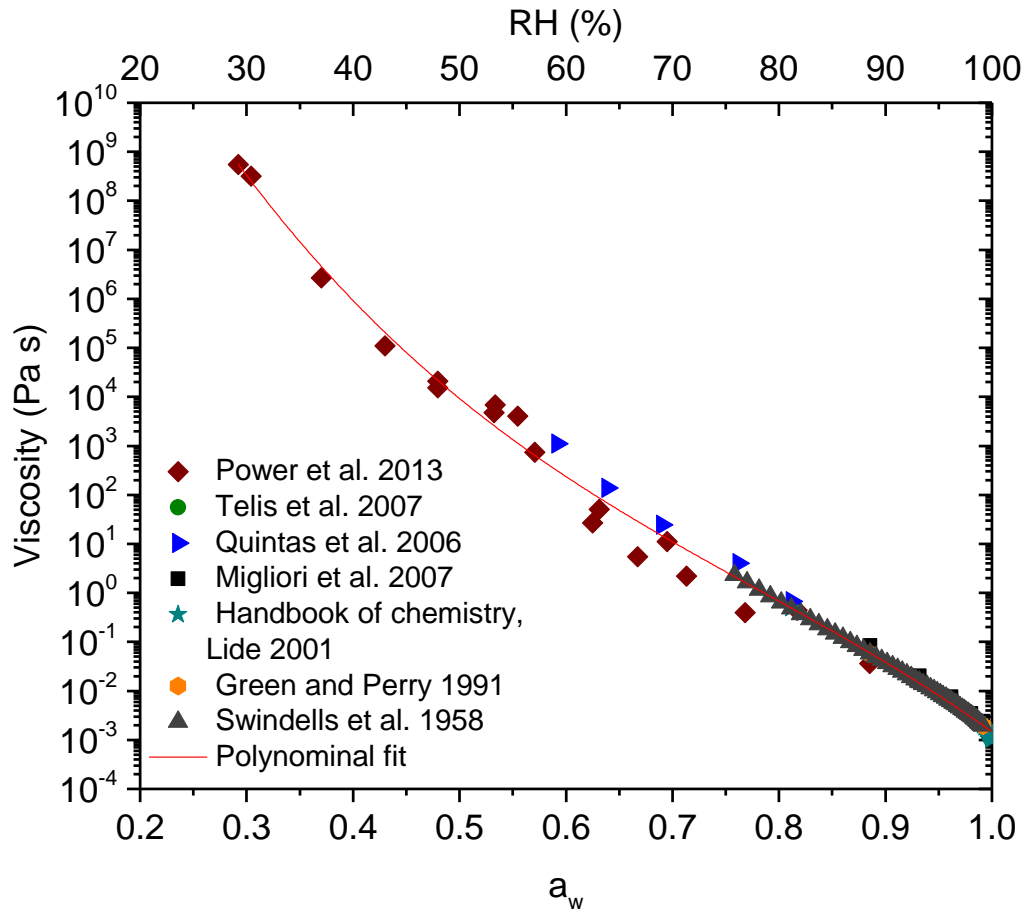 RH (%)
20 30 40 50 60 70 80 90 100
10^10
10^9
10^8
10^7
10^6
10^5
10^4
10^3
10^2
10^1
10^0
10^-1
10^-2
10^-3
10^-4
Viscosity (Pa s)
Power et al. 2013
Telis et al. 2007
Quintas et al. 2006
Migliori et al. 2007
Handbook of chemistry,
Lide 2001
Green and Perry 1991
Swindells et al. 1958
Polynominal fit
0.2 0.3 0.4 0.5 0.6 0.7 0.8 0.9 1.0
a_w